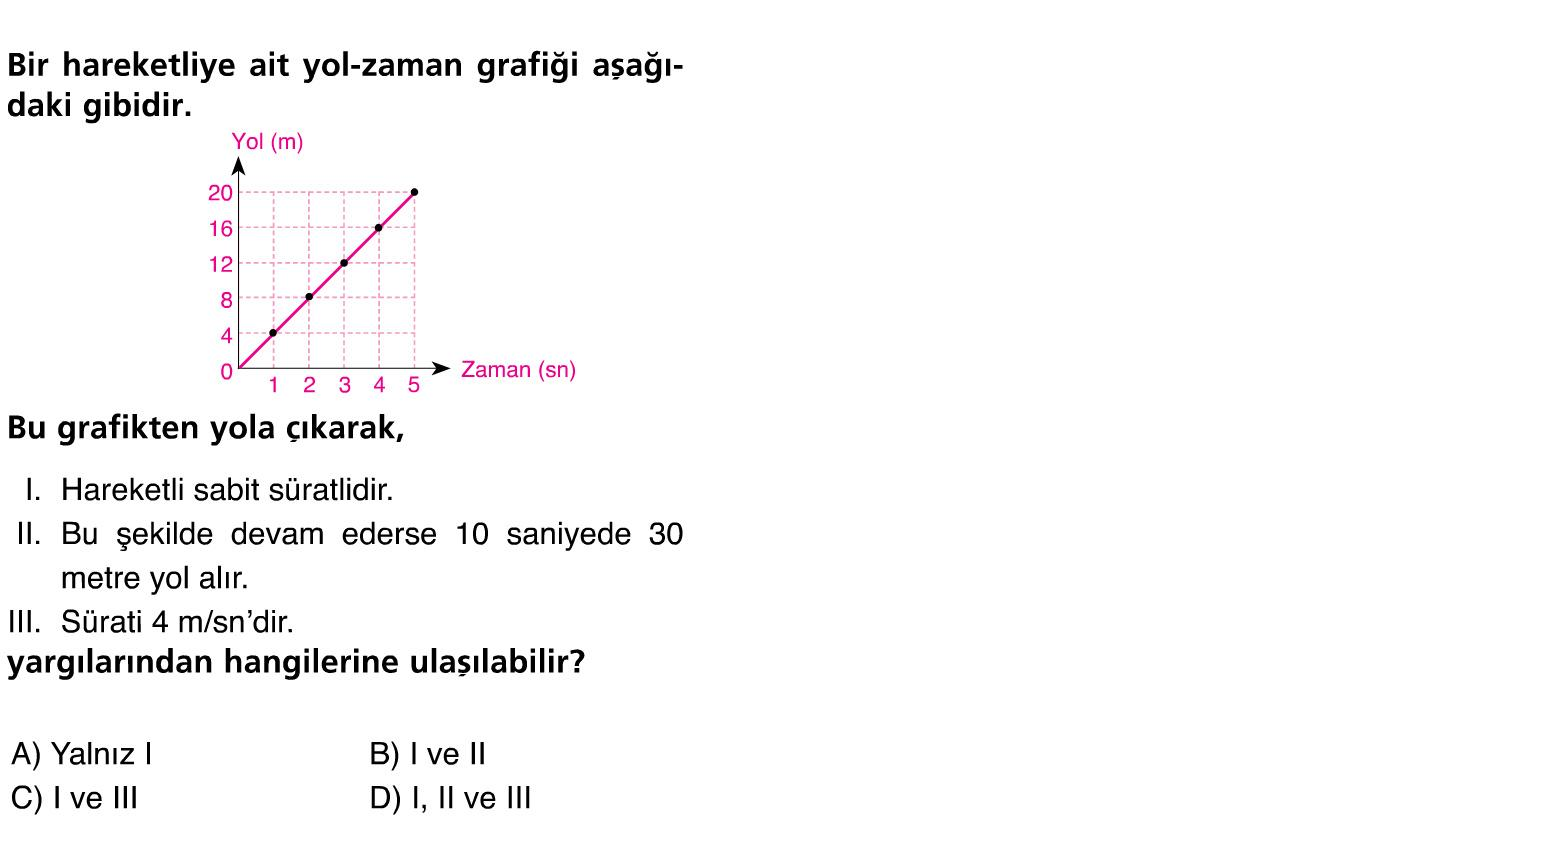 Bir hareketliye ait yol-zaman grafiği aşağı-
daki gibidir.
Yol (m)
20
16
12
8
4
0
1 2 3 4 5
Zaman (sn)
Bu grafikten yola çıkarak,
I. Hareketli sabit süratlidir.
II. Bu şekilde devam ederse 10 saniyede 30
metre yol alır.
III. Sürati 4 m/sn’dir.
yargılarından hangilerine ulaşılabilir?
A) Yalnız I B) I ve II
C) I ve III D) I, II ve III